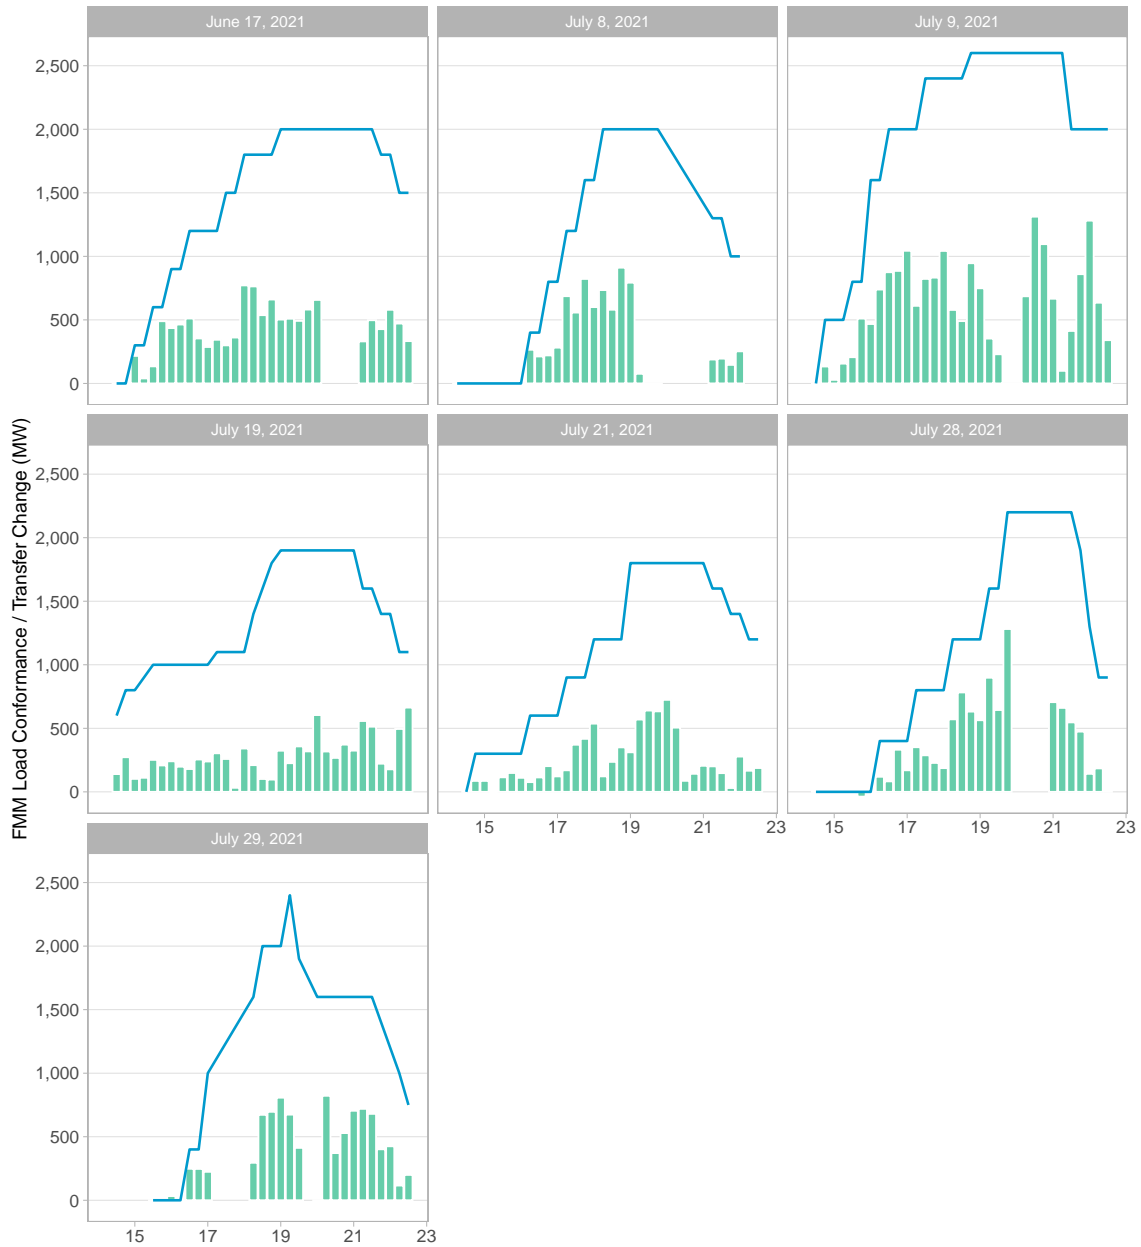 June 17, 2021
July 8, 2021
July 9, 2021
2,500
2,000
1,500
1,000
500
0
FMM Load Conformance / Transfer Change (MW)
July 19, 2021
July 21, 2021
July 28, 2021
2,500
2,000
1,500
1,000
500
0
15 17 19 21 23
15 17 19 21 23
July 29, 2021
2,500
2,000
1,500
1,000
500
0
15 17 19 21 23